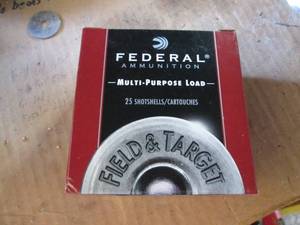 FEDERAL®
AMMUNITION
MULTI-PURPOSE LOAD
25 SHOTSHELLS/CARTOUCHES
FIELD & TARGET